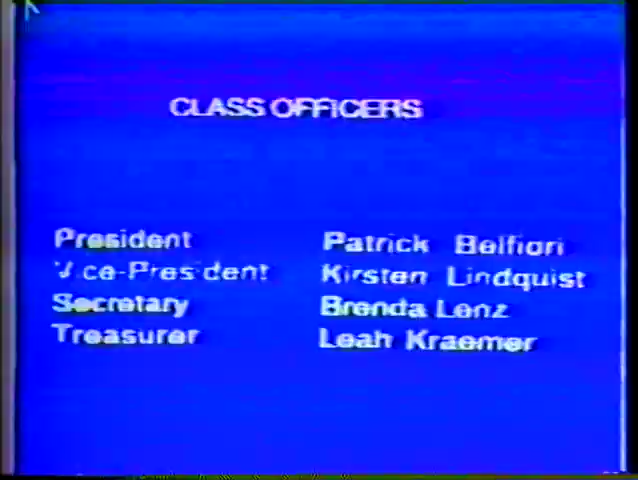 CLASS OFFICERS
President Patrick Belfiori
Vice-President Kirsten Lindquist
Secretary Brenda Lenz
Treasurer Leah Kraemer